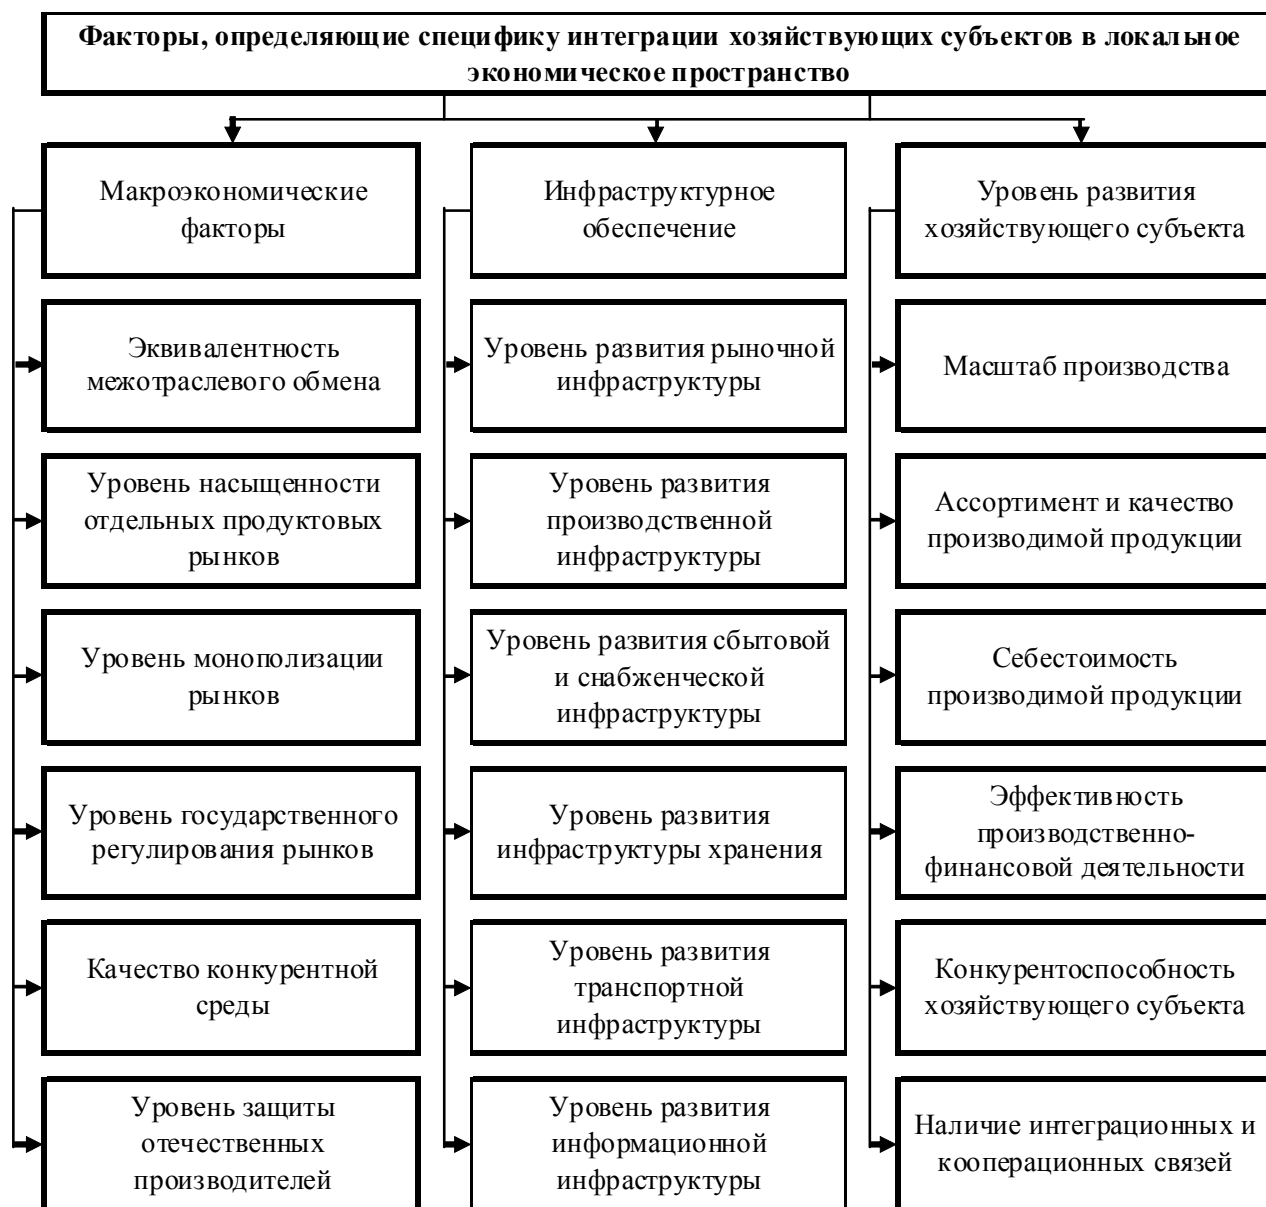 Факторы, определяющие специфику интеграции хозяйствующих субъектов в локальное
экономическое пространство
Макроэкономические
факторы
Инфраструктурное
обеспечение
Уровень развития
хозяйствующего субъекта
Эквивалентность
межотраслевого обмена
Уровень развития рыночной
инфраструктуры
Масштаб производства
Уровень насыщенности
отдельных продуктовых
рынков
Уровень развития
производственной
инфраструктуры
Ассортимент и качество
производимой продукции
Уровень монополизации
рынков
Уровень развития сбытовой
и снабженческой
инфраструктуры
Себестоимость
производимой продукции
Уровень государственного
регулирования рынков
Уровень развития
инфраструктуры хранения
Эффективность
производственно-
финансовой деятельности
Качество конкурентной
среды
Уровень развития
транспортной
инфраструктуры
Конкурентоспособность
хозяйствующего субъекта
Уровень защиты
отечественных
производителей
Уровень развития
информационной
инфраструктуры
Наличие интеграционных и
кооперационных связей